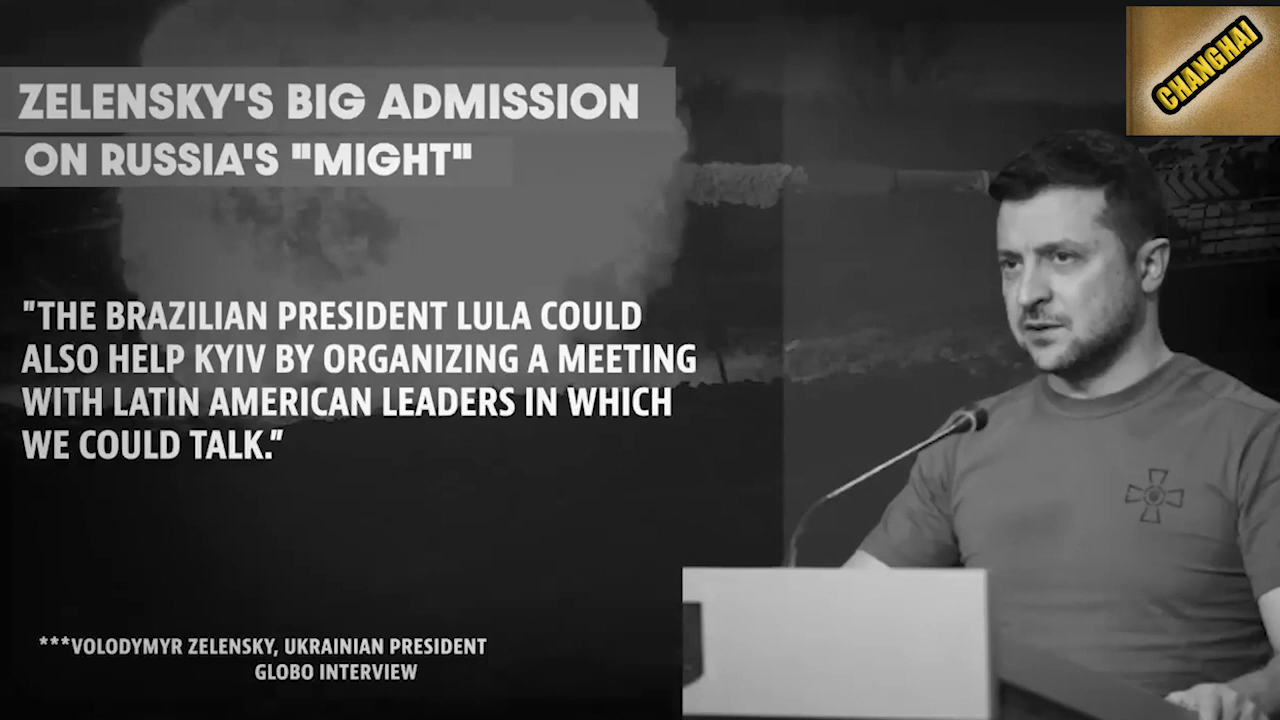 CHANGHAI
ZELENSKY'S BIG ADMISSION
ON RUSSIA'S "MIGHT"
"THE BRAZILIAN PRESIDENT LULA COULD
ALSO HELP KYIV BY ORGANIZING A MEETING
WITH LATIN AMERICAN LEADERS IN WHICH
WE COULD TALK."
***VOLODYMYR ZELENSKY, UKRAINIAN PRESIDENT
GLOBO INTERVIEW